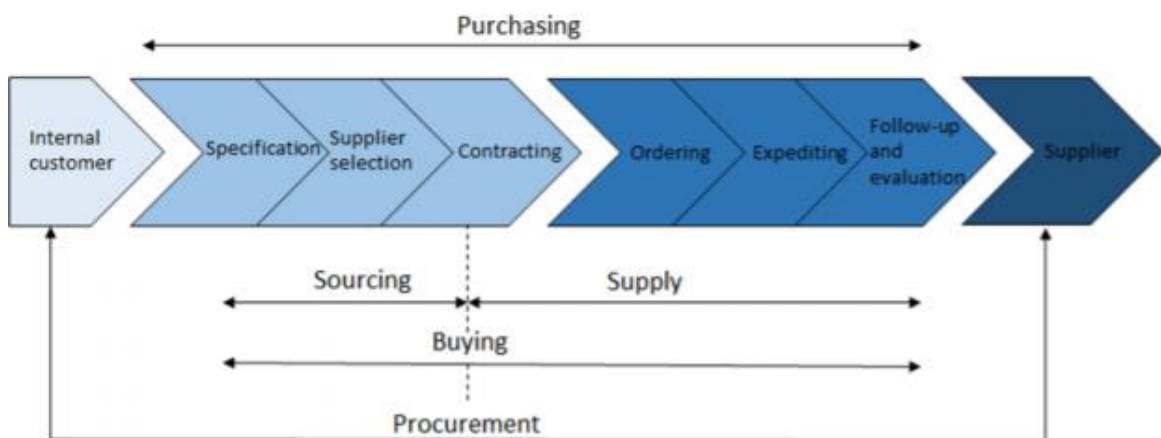 Purchasing
Internal
customer
Specification
Supplier
selection
Contracting
Ordering
Expediting
Follow-up
and
evaluation
Supplier
Sourcing
Supply
Buying
Procurement